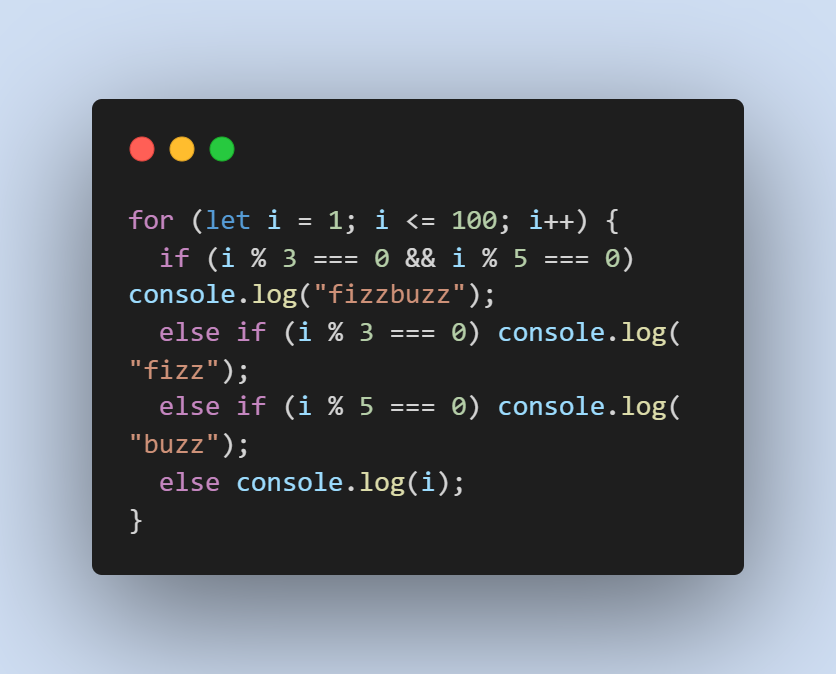 for (let i = 1; i <= 100; i++) {
  if (i % 3 === 0 && i % 5 === 0)
console.log("fizzbuzz");
  else if (i % 3 === 0) console.log(
"fizz");
  else if (i % 5 === 0) console.log(
"buzz");
  else console.log(i);
}